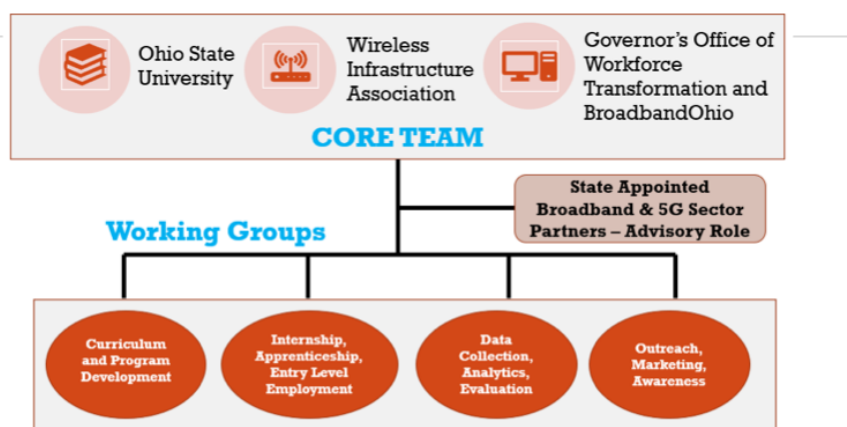 Ohio State
University
Wireless
Infrastructure
Association
Governor's Office of
Workforce
Transformation and
BroadbandOhio
CORE TEAM
State Appointed
Broadband & 5G Sector
Partners – Advisory Role
Working Groups
Curriculum
and Program
Development
Internship,
Apprenticeship,
Entry Level
Employment
Data
Collection,
Analytics,
Evaluation
Outreach,
Marketing,
Awareness